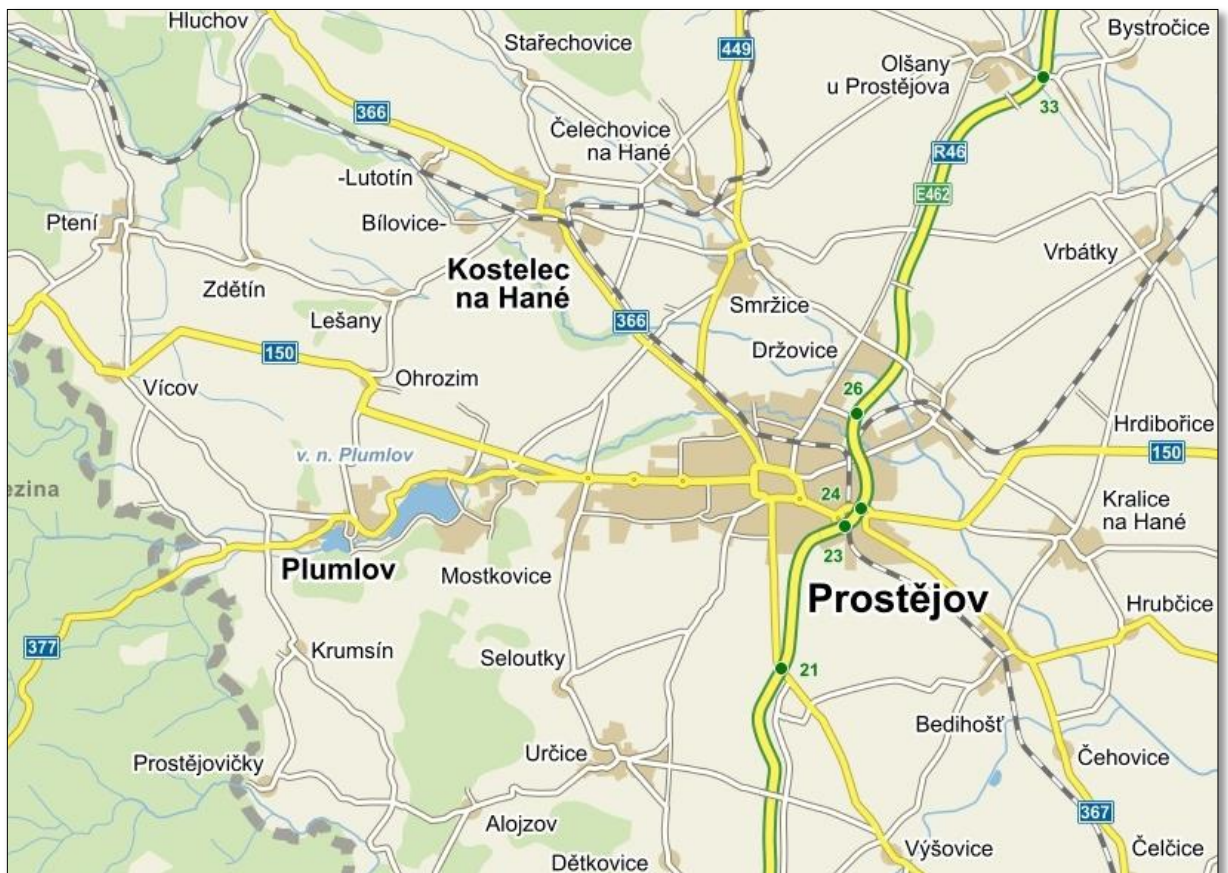 Hluchov
Stařechovice
449
Bystročice
Olšany
u Prostějova
33
366
Čelechovice
na Hané
R46
E462
-Lutotín
Ptení
Bílovice-
Vrbátky
Kostelec
na Hané
Zdětín
Lešany
Smržice
366
150
Držovice
Vícov
Ohrozim
26
Hrdibořice
150
v. n. Plumlov
ezina
24
Kralice
na Hané
23
Plumlov
Mostkovice
Prostějov
Hrubčice
377
Krumsín
Seloutky
21
Bedihošť
Prostějovičky
Určice
Čehovice
367
Alojzov
Výšovice
Čelčice
Dětkovice